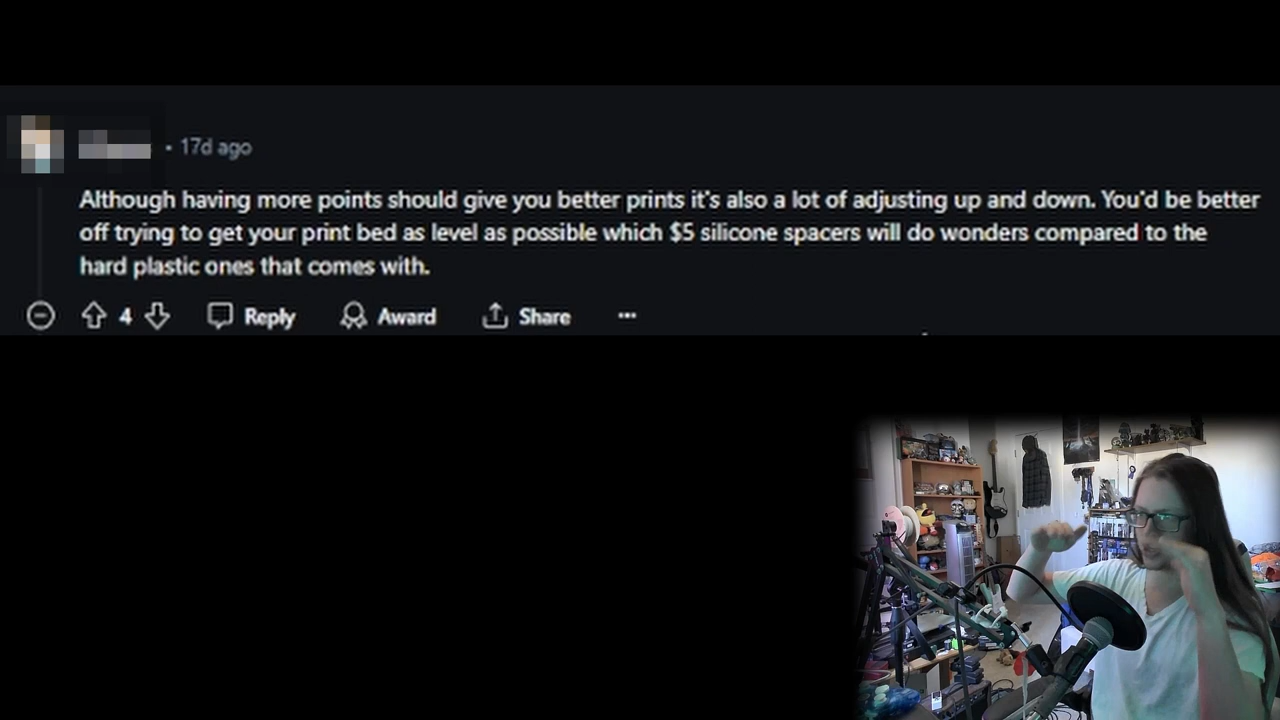 • 17d ago
Although having more points should give you better prints it's also a lot of adjusting up and down. You'd be better
off trying to get your print bed as level as possible which $5 silicone spacers will do wonders compared to the
hard plastic ones that comes with.
4 Reply Award Share ···